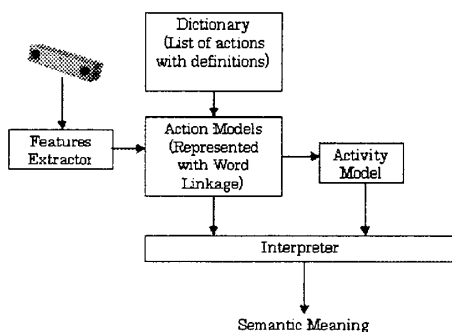 Dictionary
(List of actions
with definitions)
Features
Extractor
Action Models
(Represented
with Word
Linkage)
Activity
Model
Interpreter
Semantic Meaning